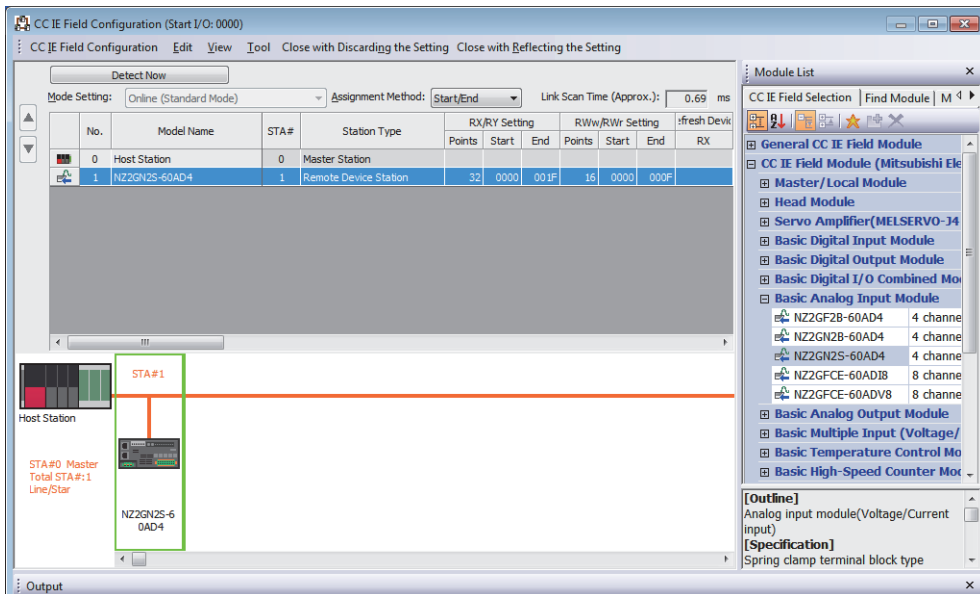 CC IE Field Configuration (Start I/O: 0000)
CC IE Field Configuration Edit View Tool Close with Discarding the Setting Close with Reflecting the Setting
Detect Now
Mode Setting: Online (Standard Mode) Assignment Method: Start/End Link Scan Time (Approx.): 0.69 ms
No. Model Name STA# Station Type RX/RY Setting RWw/RWr Setting
Points Start End Points Start End RX
0 Host Station 0 Master Station
1 NZ2GN2S-60AD4 1 Remote Device Station 32 0000 001F 16 0000 000F
STA#1
Host Station
STA#0 Master
Total STA#:1
Line/Star
NZ2GN2S-6
0AD4
Module List
CC IE Field Selection Find Module M
General CC IE Field Module
CC IE Field Module (Mitsubishi Ele
Master/Local Module
Head Module
Servo Amplifier(MELSERVO-J4
Basic Digital Input Module
Basic Digital Output Module
Basic Digital I/O Combined Mo
Basic Analog Input Module
NZ2GF2B-60AD4 4 channe
NZ2GN2B-60AD4 4 channe
NZ2GN2S-60AD4 4 channe
NZ2GFCE-60ADI8 8 channe
NZ2GFCE-60ADV8 8 channe
Basic Analog Output Module
Basic Multiple Input (Voltage/
Basic Temperature Control Mo
Basic High-Speed Counter Moc
[Outline]
Analog input module(Voltage/Current
input)
[Specification]
Spring clamp terminal block type
Output